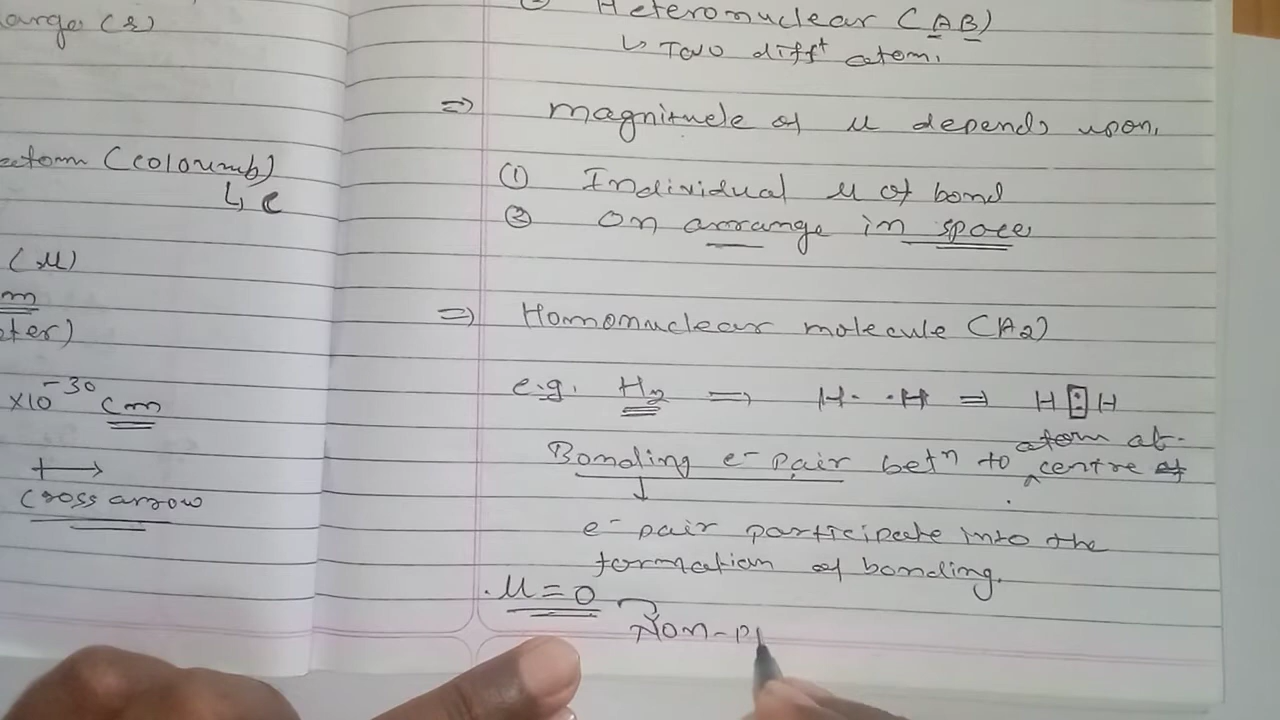 arge (z)
atom (coloumb)
↳ C
(μ)
m
ter)
×10⁻³⁰ cm
Cross arrow
Heteronuclear (AB)
↳ Two diffᵗ atom.
⇒ magnitude of μ depends upon,
① Individual μ of bond
② on arrange in space
⇒ Homonuclear molecule (A₂)
e.g. H₂ ⇒ H· ·H ⇒ H : H
atom at
Bonding e⁻ pair betⁿ to centre
e⁻ pair participate into the
formation of bonding.
μ = 0
Non-p